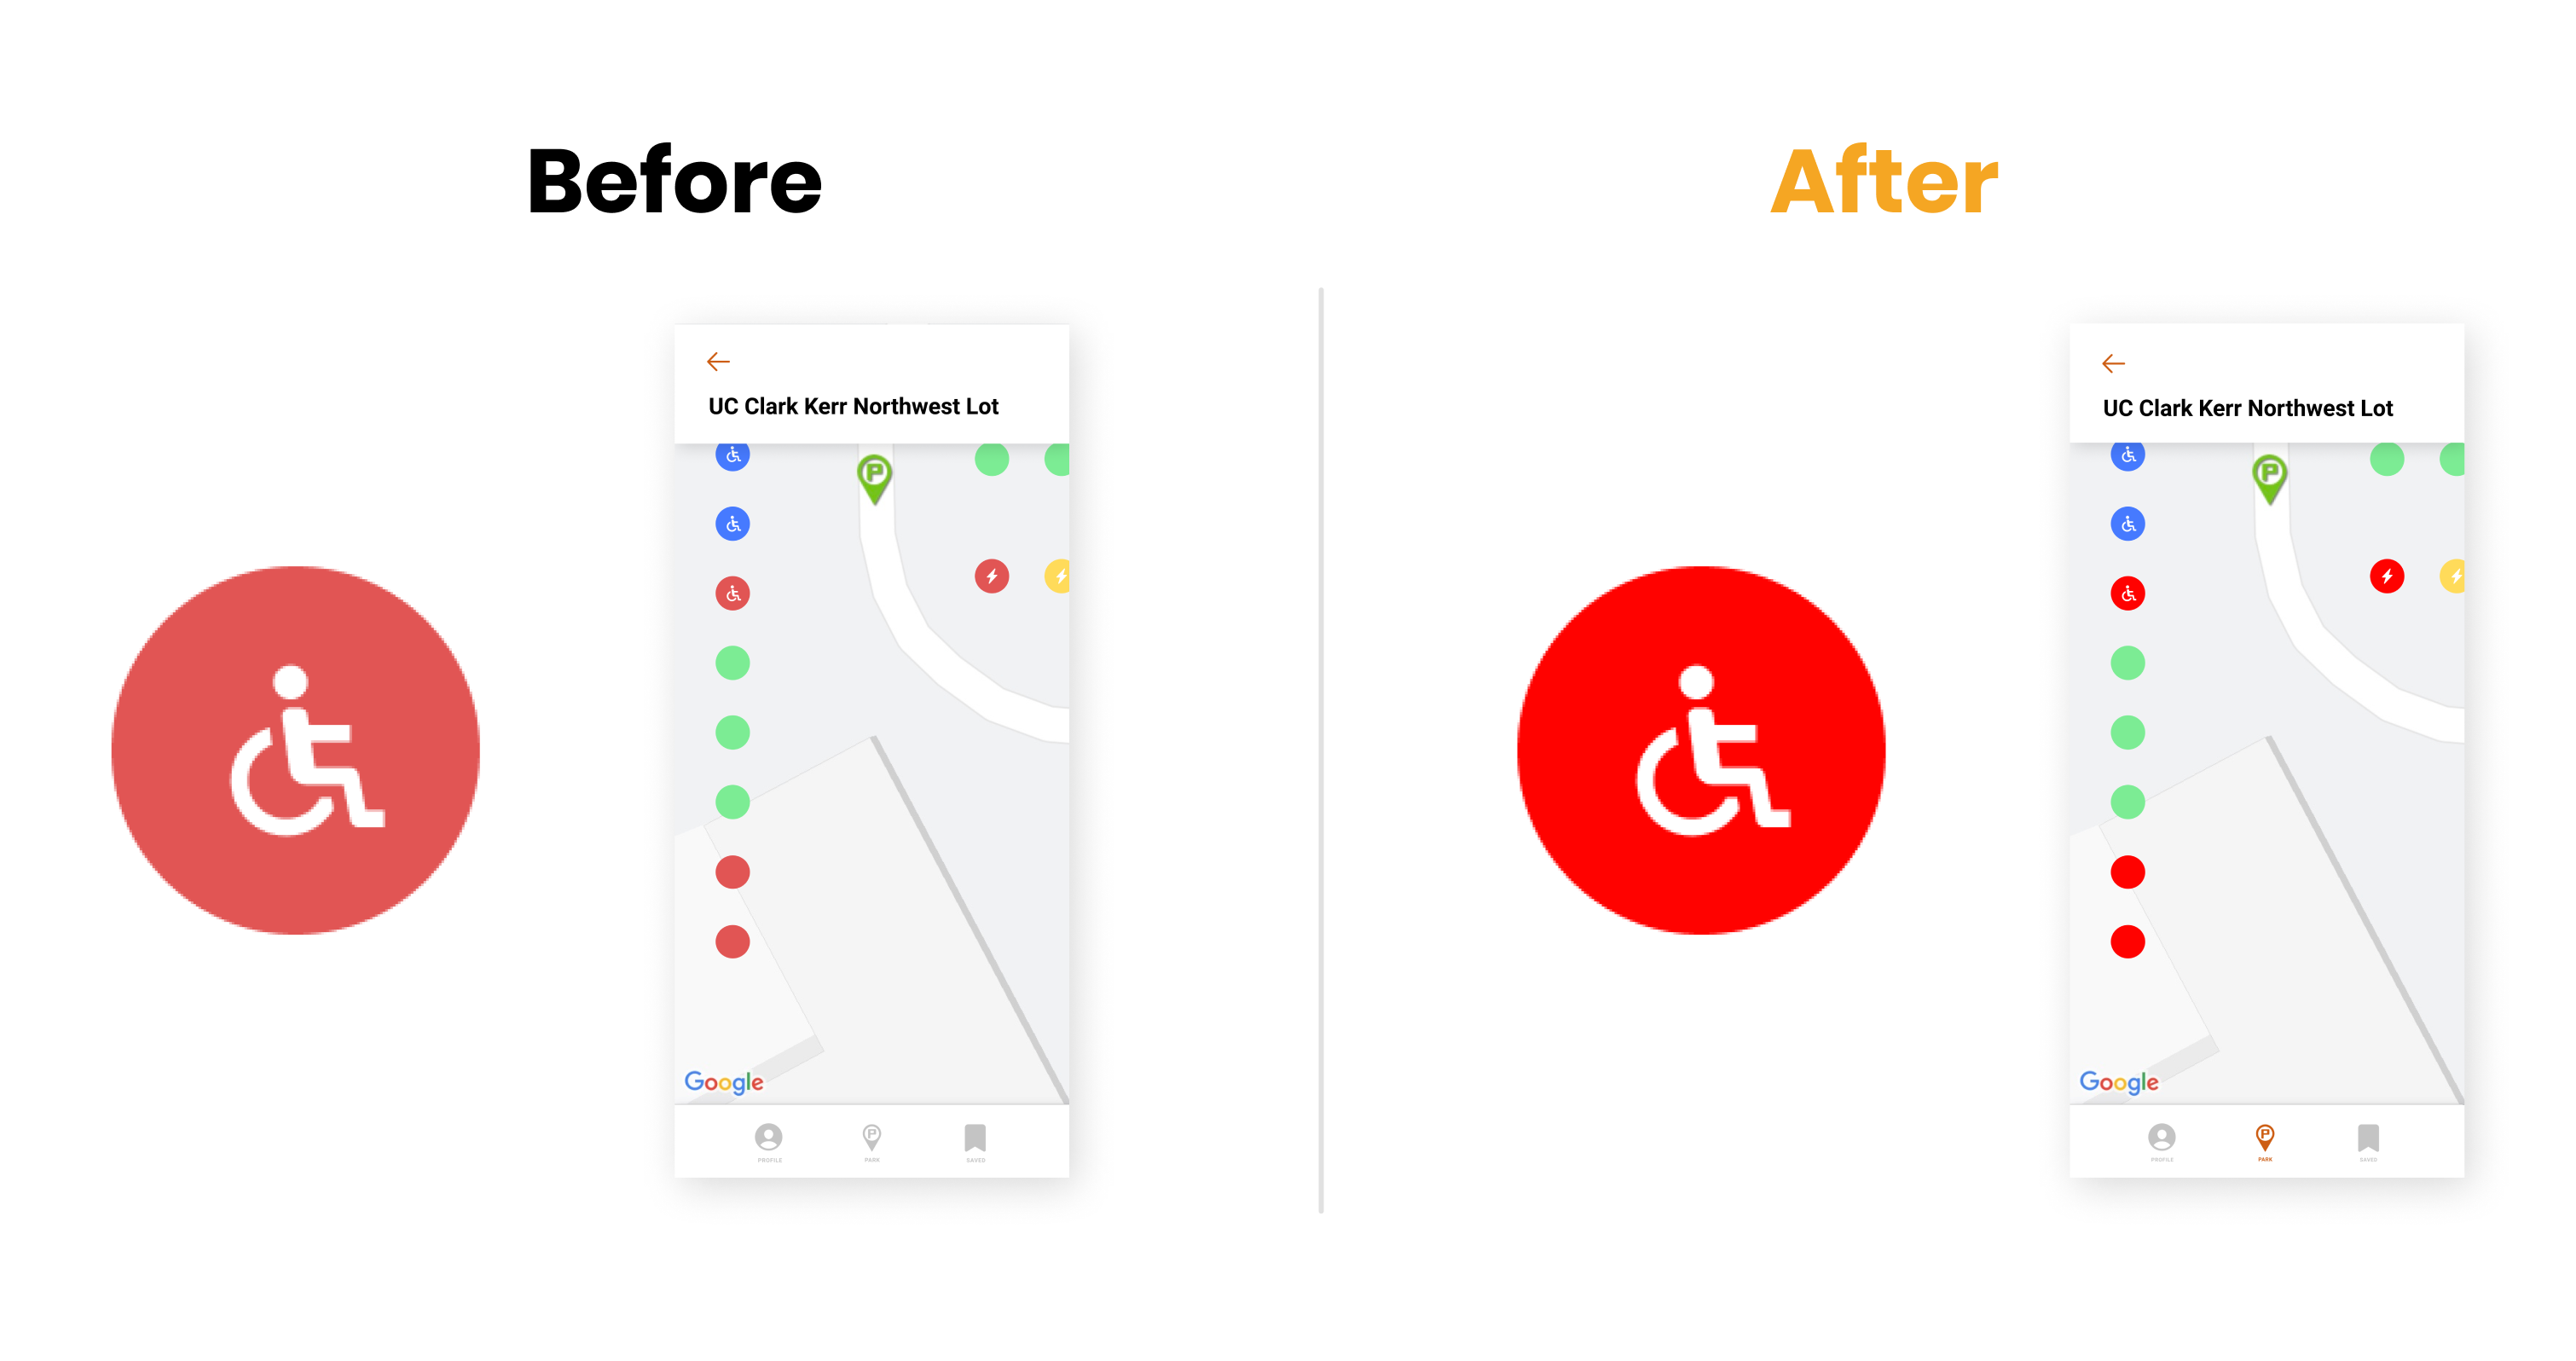 Before
After
UC Clark Kerr Northwest Lot
P
Google
PROFILE
P
PARK
SAVED
UC Clark Kerr Northwest Lot
P
Google
PROFILE
P
PARK
SAVED